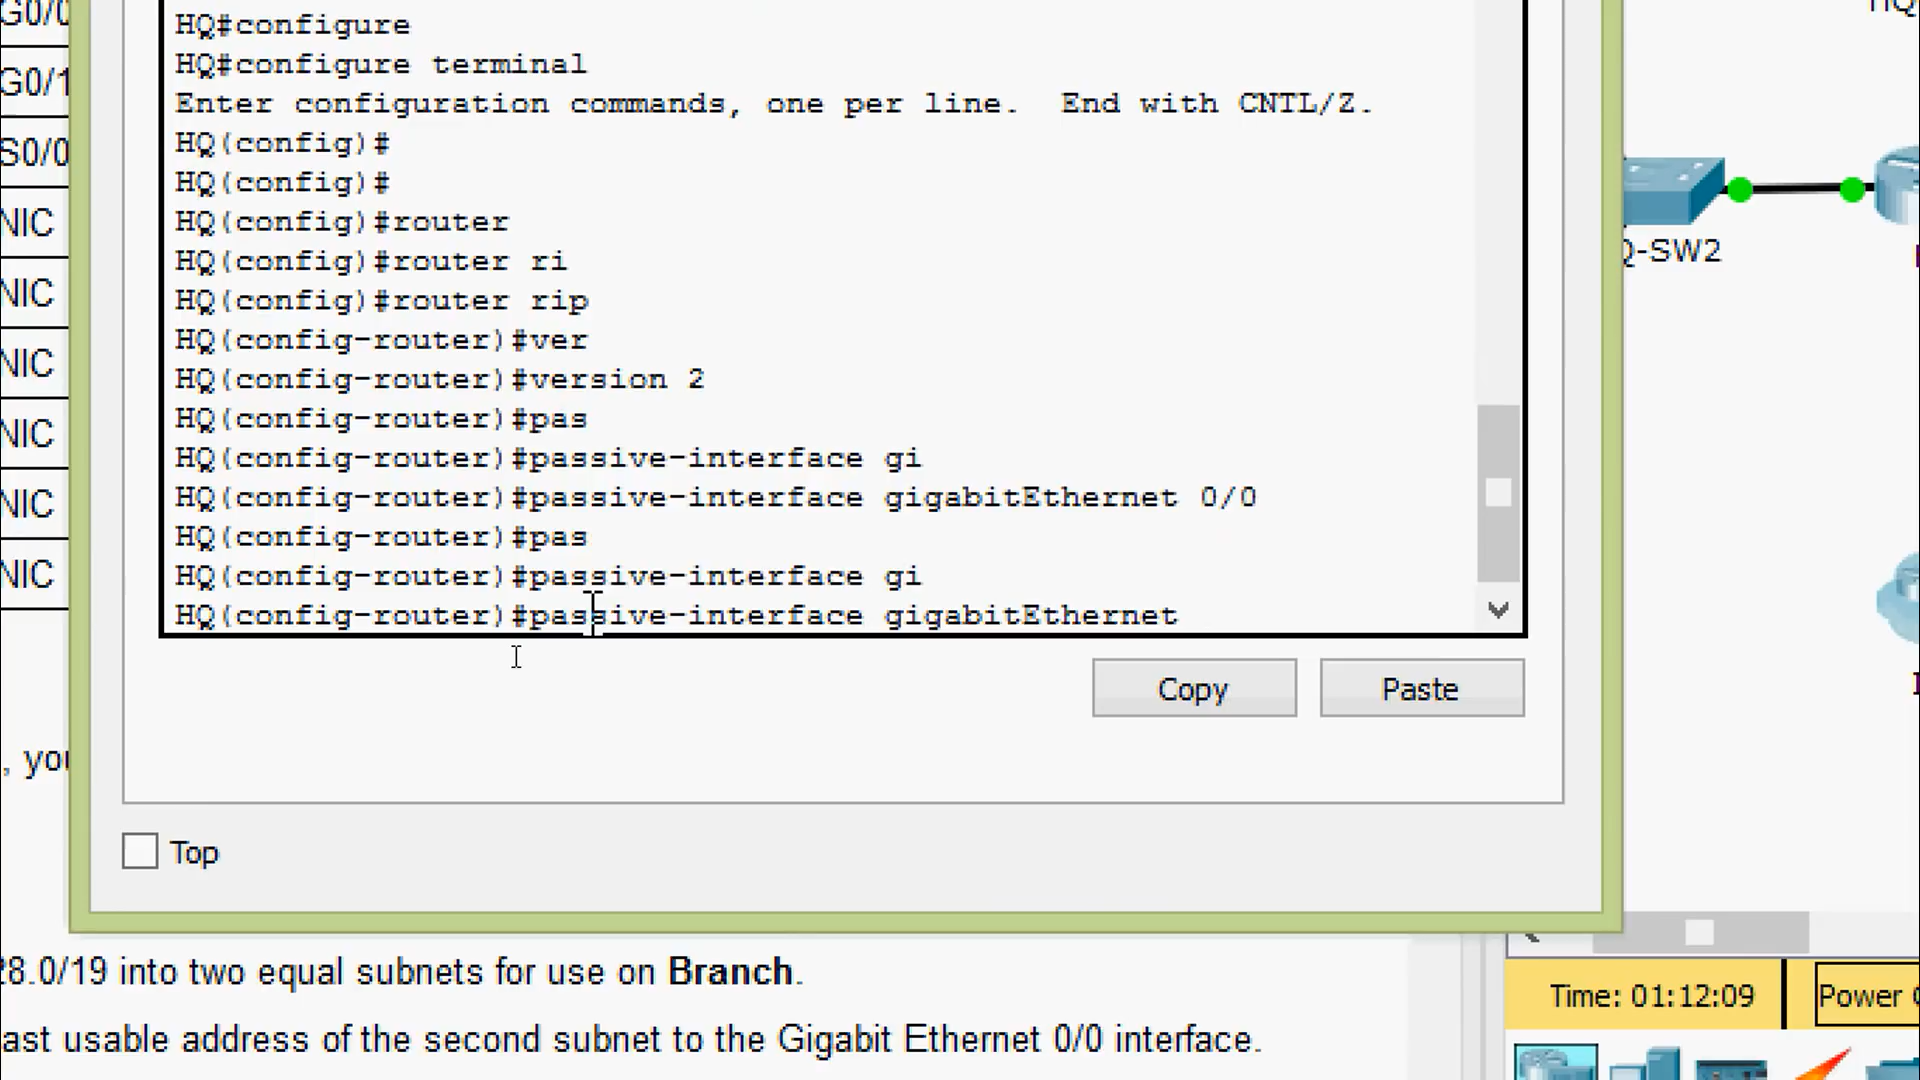 G0/0
HQ#configure
HQ#configure terminal
G0/1
Enter configuration commands, one per line.  End with CNTL/Z.
HQ(config)#
S0/0
HQ(config)#
NIC
HQ(config)#router
Q-SW2
HQ(config)#router ri
NIC
HQ(config)#router rip
HQ(config-router)#ver
NIC
HQ(config-router)#version 2
HQ(config-router)#pas
NIC
HQ(config-router)#passive-interface gi
NIC
HQ(config-router)#passive-interface gigabitEthernet 0/0
HQ(config-router)#pas
NIC
HQ(config-router)#passive-interface gi
HQ(config-router)#passive-interface gigabitEthernet
Copy
Paste
, you
Top
28.0/19 into two equal subnets for use on Branch.
Time: 01:12:09
Power
ast usable address of the second subnet to the Gigabit Ethernet 0/0 interface.